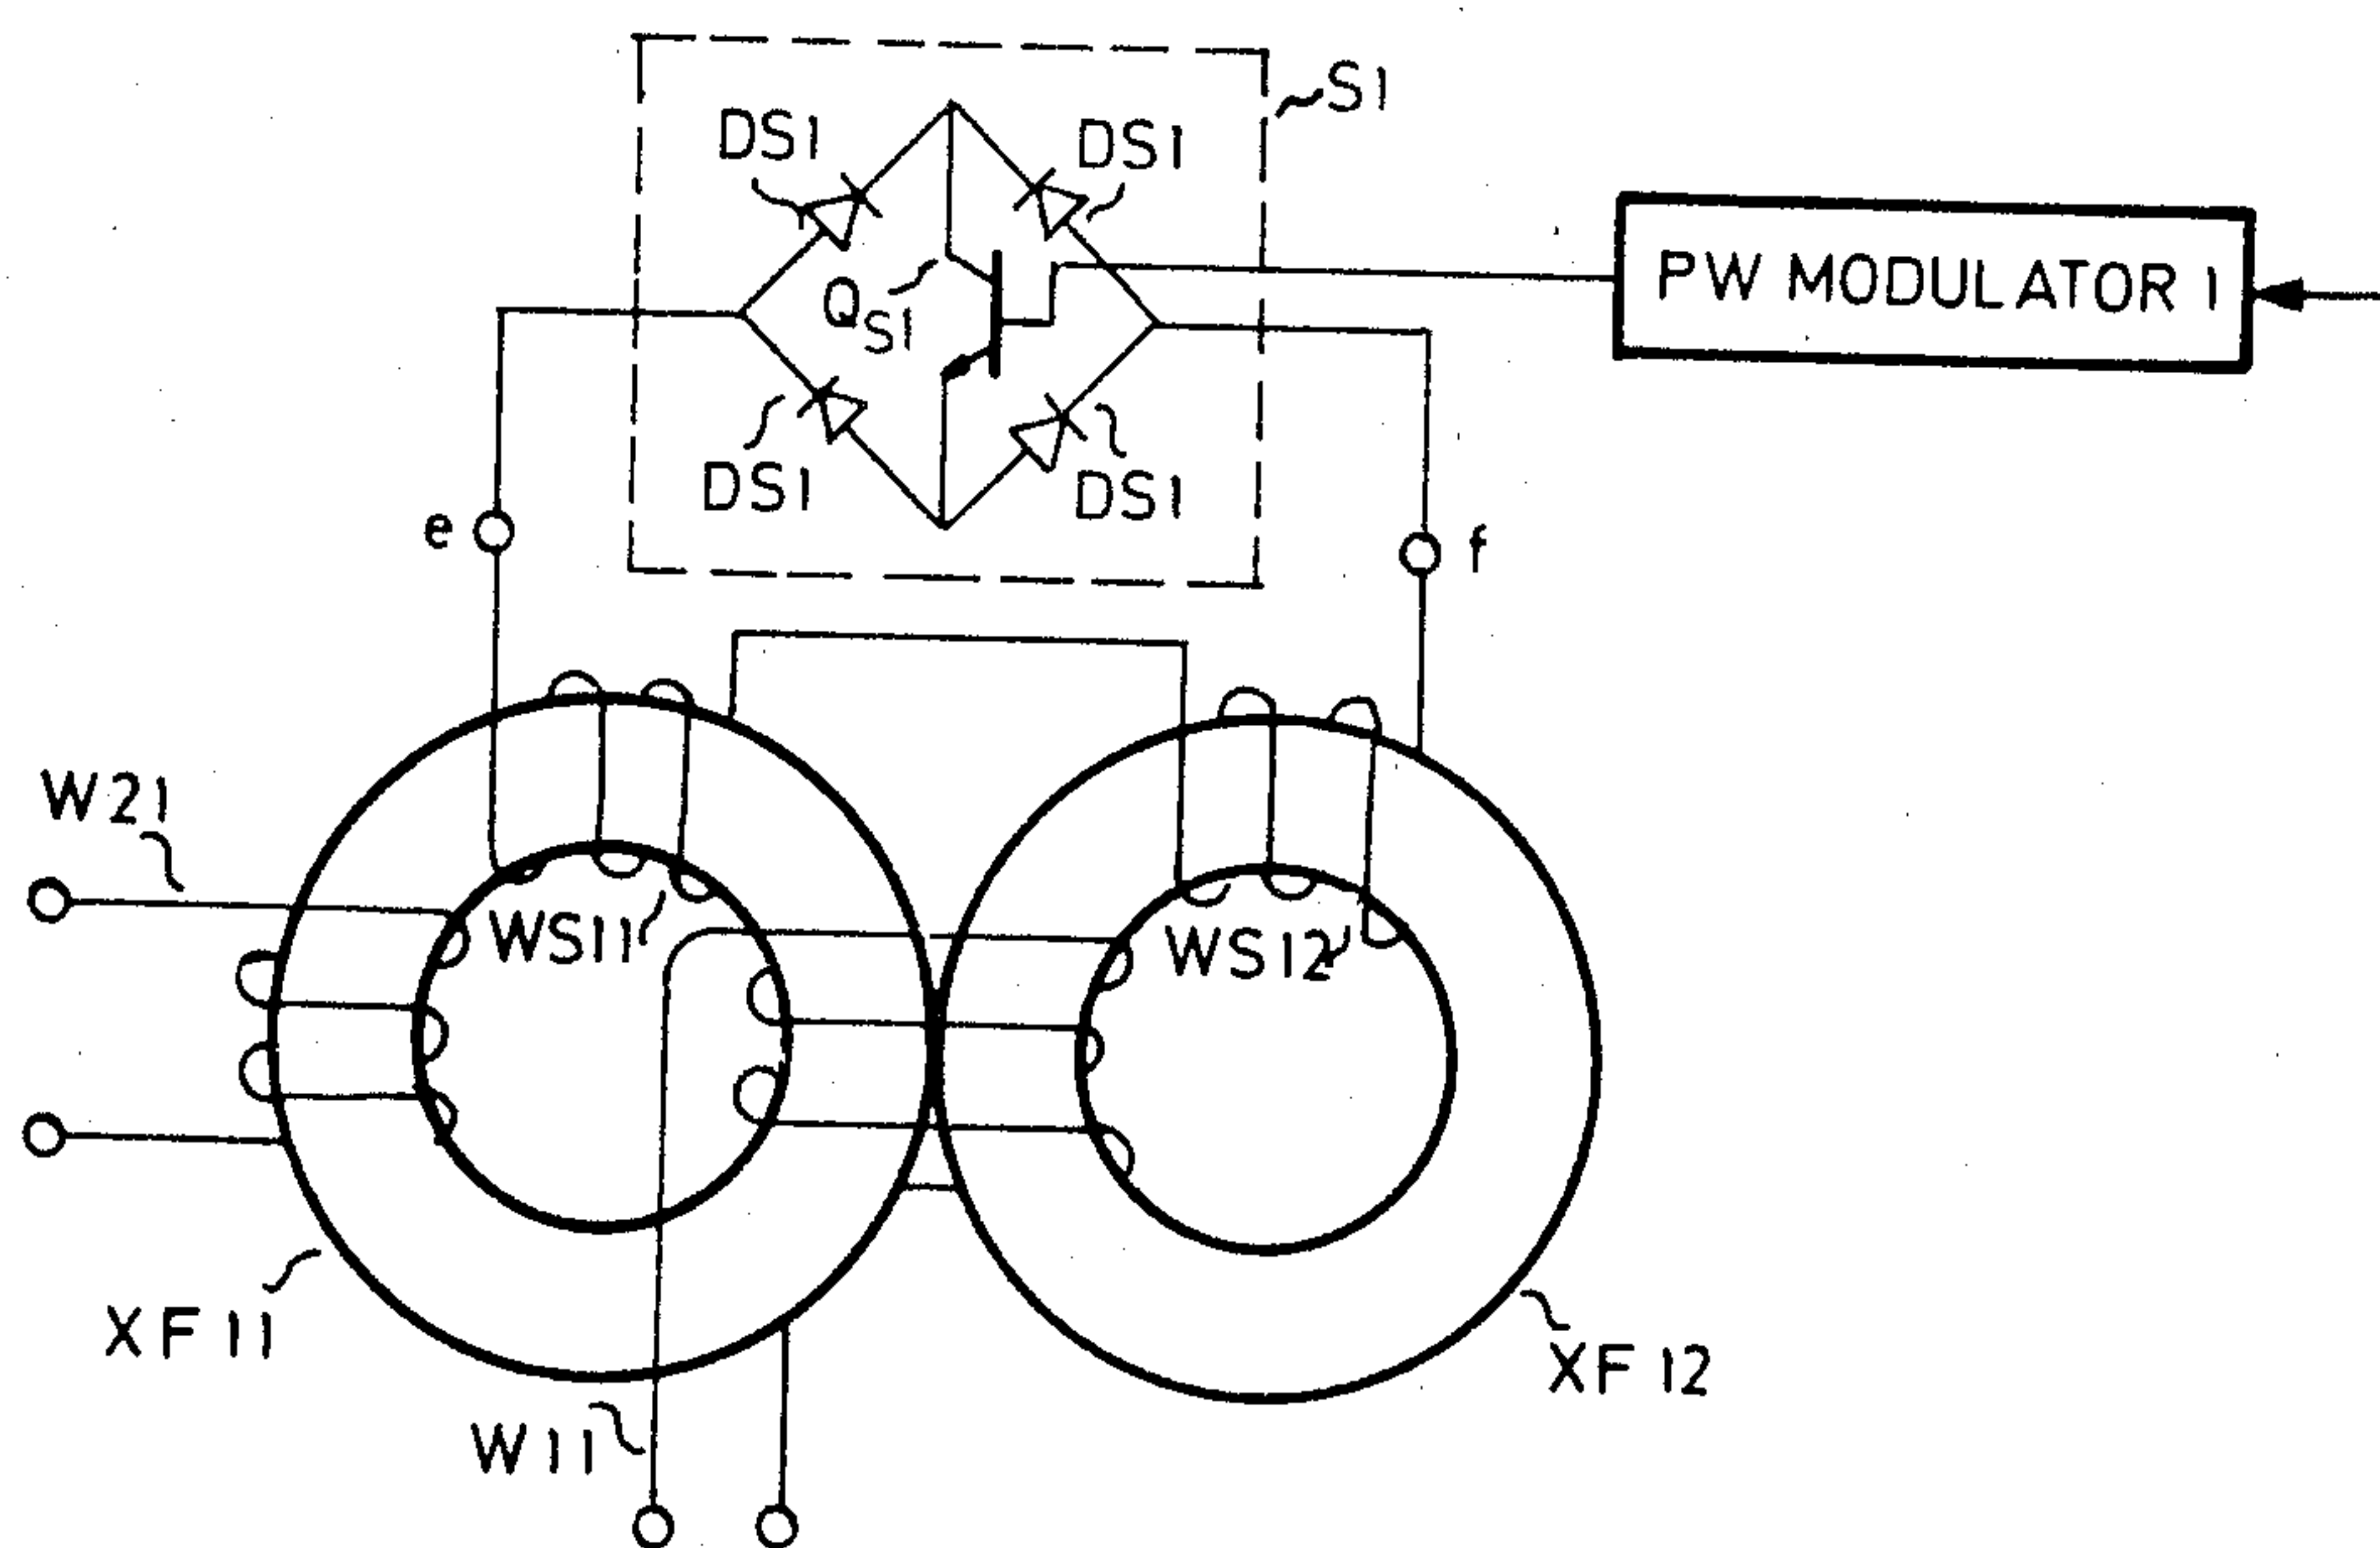 S1
DS1
DS1
PW MODULATOR 1
QS1
DS1
DS1
e
f
W21
WS11
WS12
XF11
XF12
W11